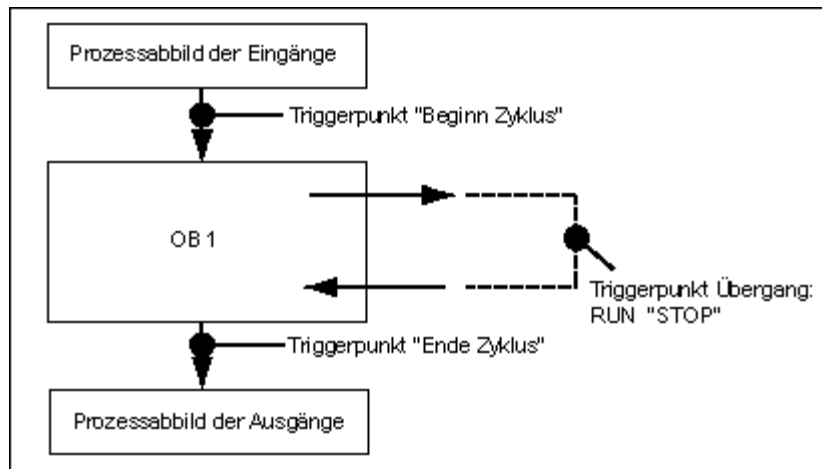 Prozessabbild der Eingänge
Triggerpunkt "Beginn Zyklus"
OB 1
Triggerpunkt Übergang:
RUN "STOP"
Triggerpunkt "Ende Zyklus"
Prozessabbild der Ausgänge